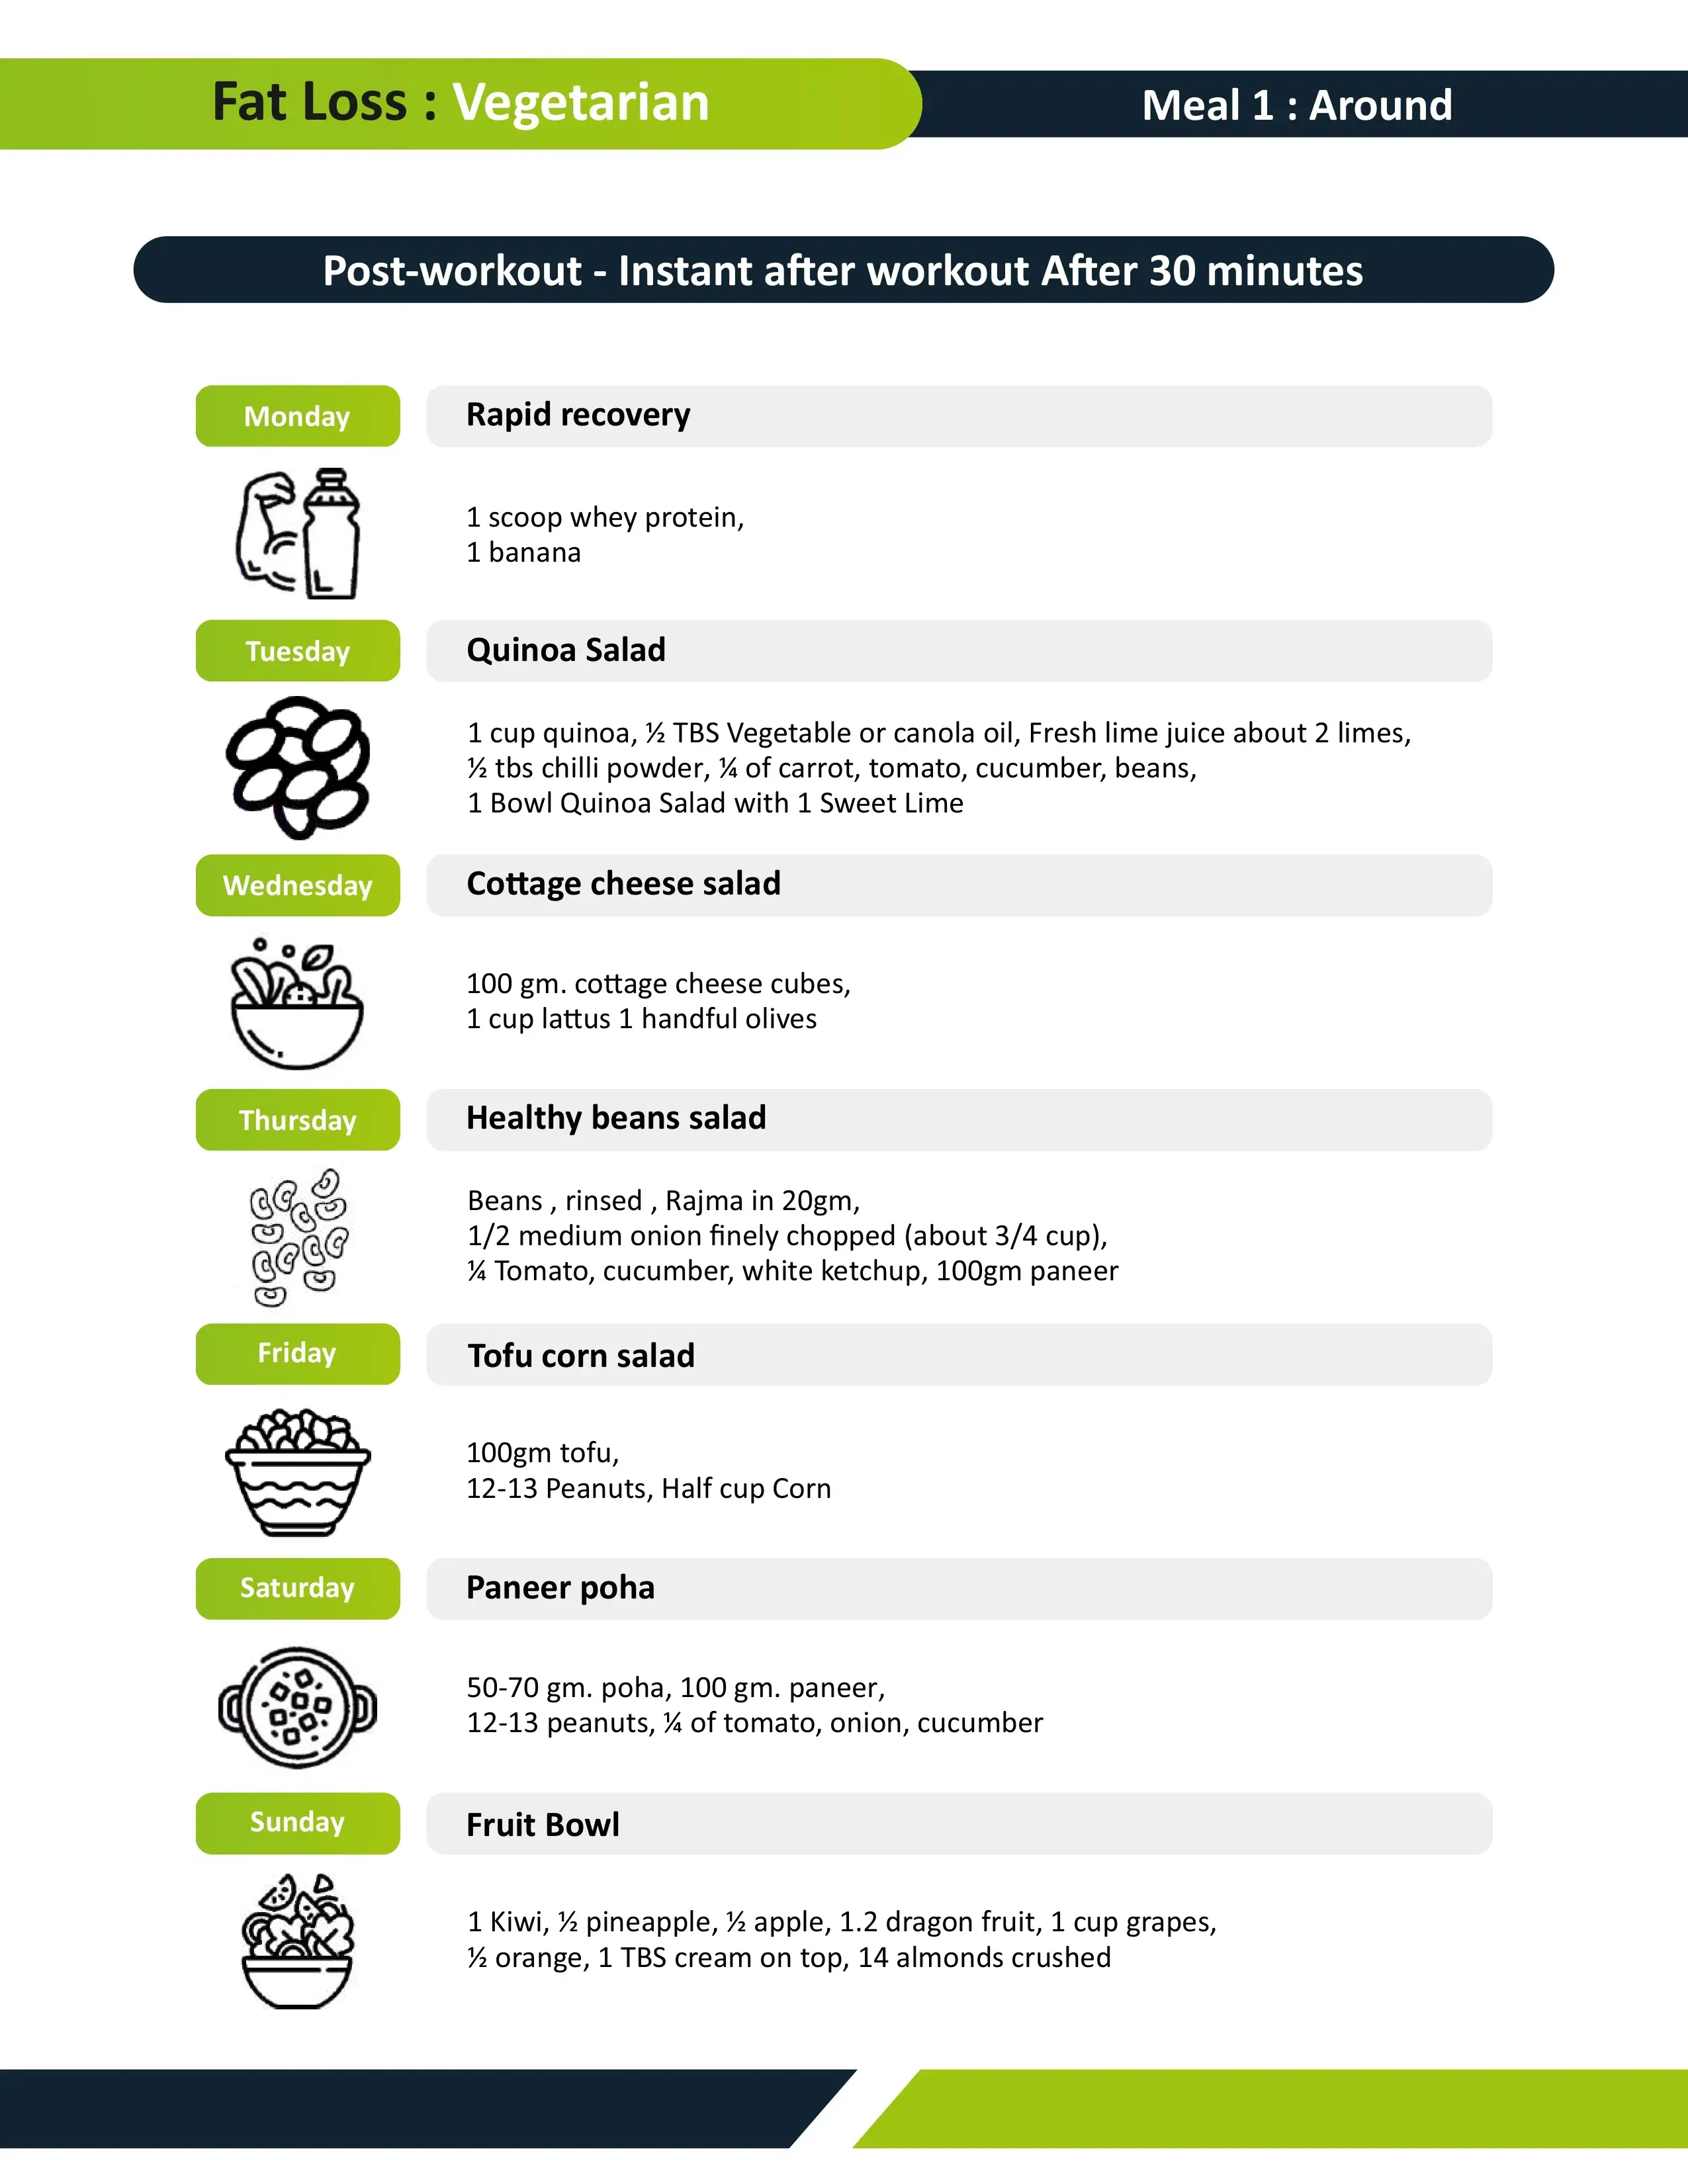 Fat Loss : Vegetarian
Meal 1 : Around
Post-workout - Instant after workout After 30 minutes
Monday
Rapid recovery
1 scoop whey protein,
1 banana
Tuesday
Quinoa Salad
1 cup quinoa, ½ TBS Vegetable or canola oil, Fresh lime juice about 2 limes,
½ tbs chilli powder, ¼ of carrot, tomato, cucumber, beans,
1 Bowl Quinoa Salad with 1 Sweet Lime
Wednesday
Cottage cheese salad
100 gm. cottage cheese cubes,
1 cup lattus 1 handful olives
Thursday
Healthy beans salad
Beans , rinsed , Rajma in 20gm,
1/2 medium onion finely chopped (about 3/4 cup),
¼ Tomato, cucumber, white ketchup, 100gm paneer
Friday
Tofu corn salad
100gm tofu,
12-13 Peanuts, Half cup Corn
Saturday
Paneer poha
50-70 gm. poha, 100 gm. paneer,
12-13 peanuts, ¼ of tomato, onion, cucumber
Sunday
Fruit Bowl
1 Kiwi, ½ pineapple, ½ apple, 1.2 dragon fruit, 1 cup grapes,
½ orange, 1 TBS cream on top, 14 almonds crushed